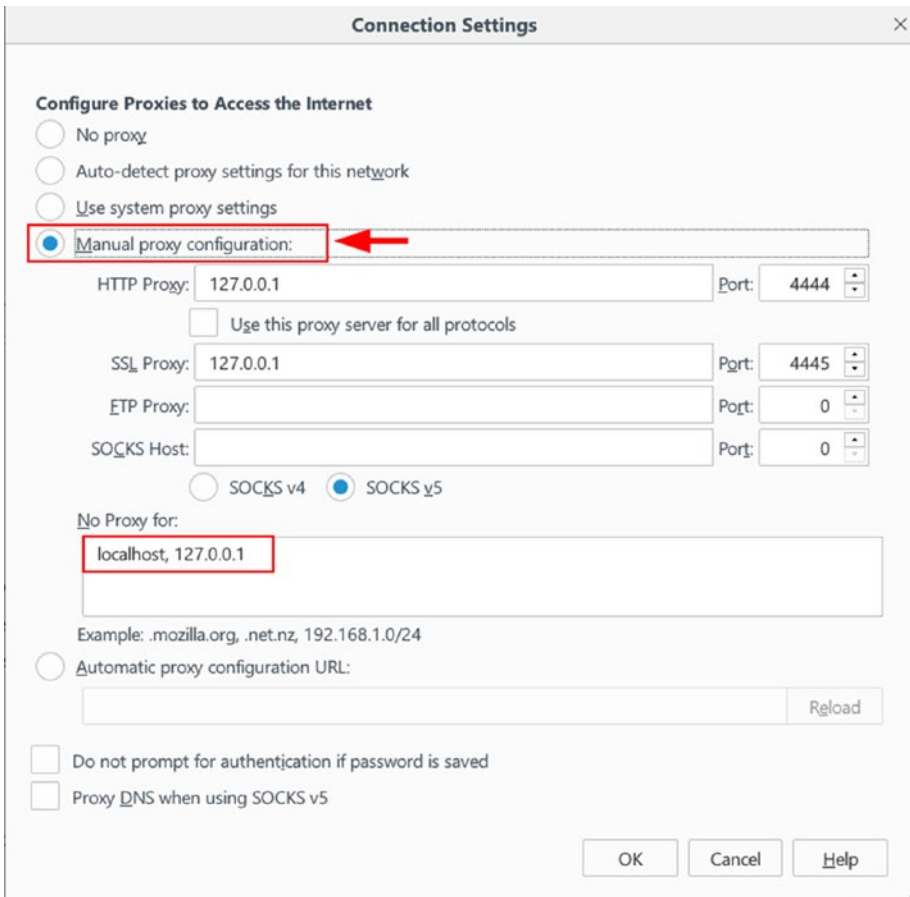 Connection Settings
Configure Proxies to Access the Internet
No proxy
Auto-detect proxy settings for this network
Use system proxy settings
Manual proxy configuration:
HTTP Proxy: 127.0.0.1 Port: 4444
Use this proxy server for all protocols
SSL Proxy: 127.0.0.1 Port: 4445
FTP Proxy: Port: 0
SOCKS Host: Port: 0
SOCKS v4 SOCKS v5
No Proxy for:
localhost, 127.0.0.1
Example: .mozilla.org, .net.nz, 192.168.1.0/24
Automatic proxy configuration URL:
Reload
Do not prompt for authentication if password is saved
Proxy DNS when using SOCKS v5
OK Cancel Help